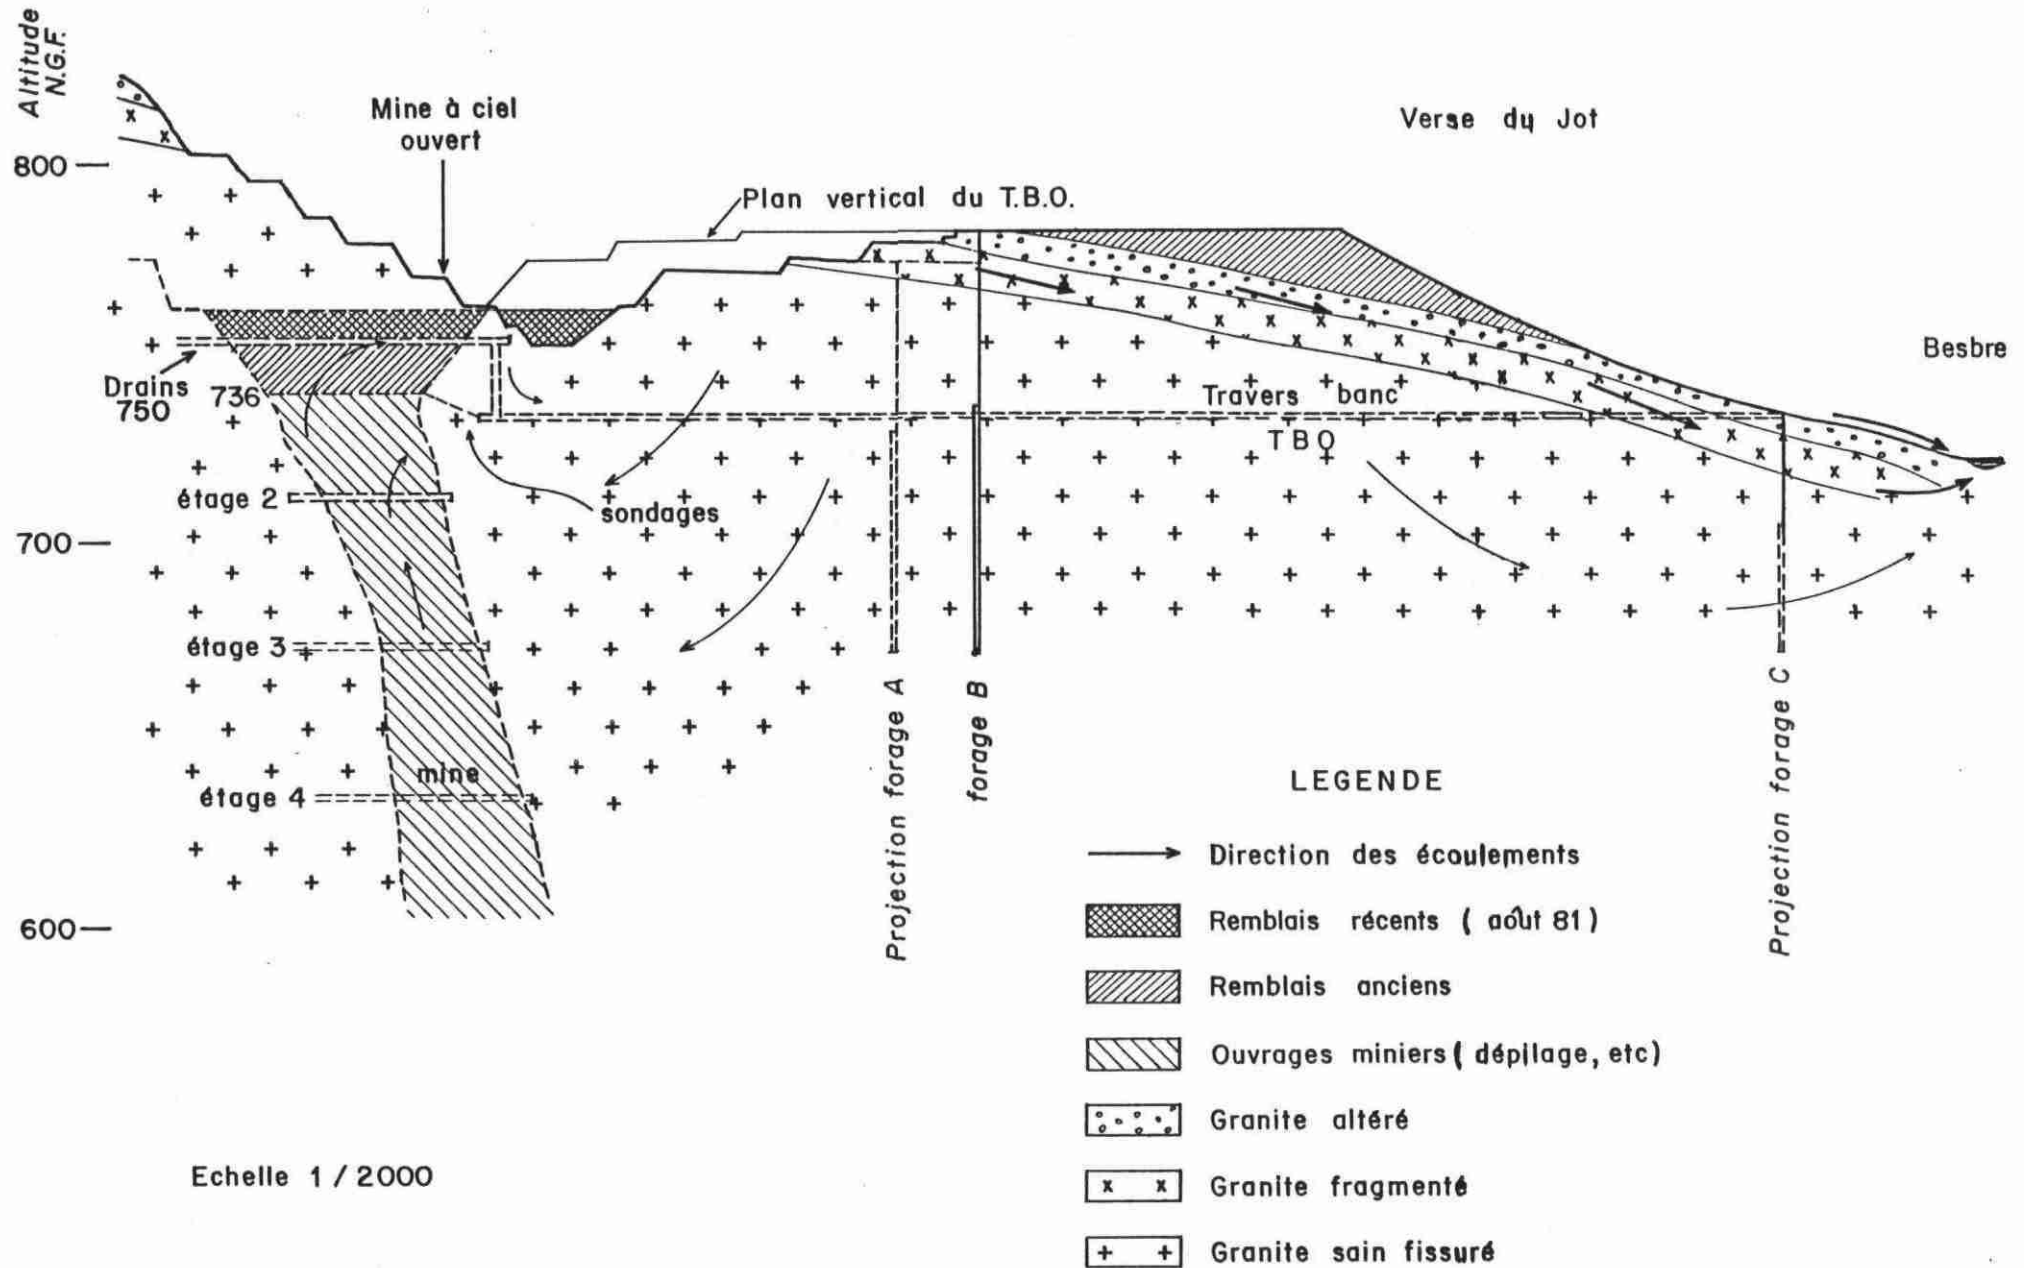 Altitude
N.G.F.
800
700
600
Mine à ciel
ouvert
Plan vertical du T.B.O.
Verse du Jot
Besbre
Drains
750
736
Travers banc
TBO
étage 2
sondages
étage 3
mine
étage 4
Projection forage A
forage B
Projection forage C
LEGENDE
Direction des écoulements
Remblais récents ( août 81 )
Remblais anciens
Ouvrages miniers ( dépilage, etc)
Granite altéré
Granite fragmenté
Granite sain fissuré
Echelle 1 / 2000